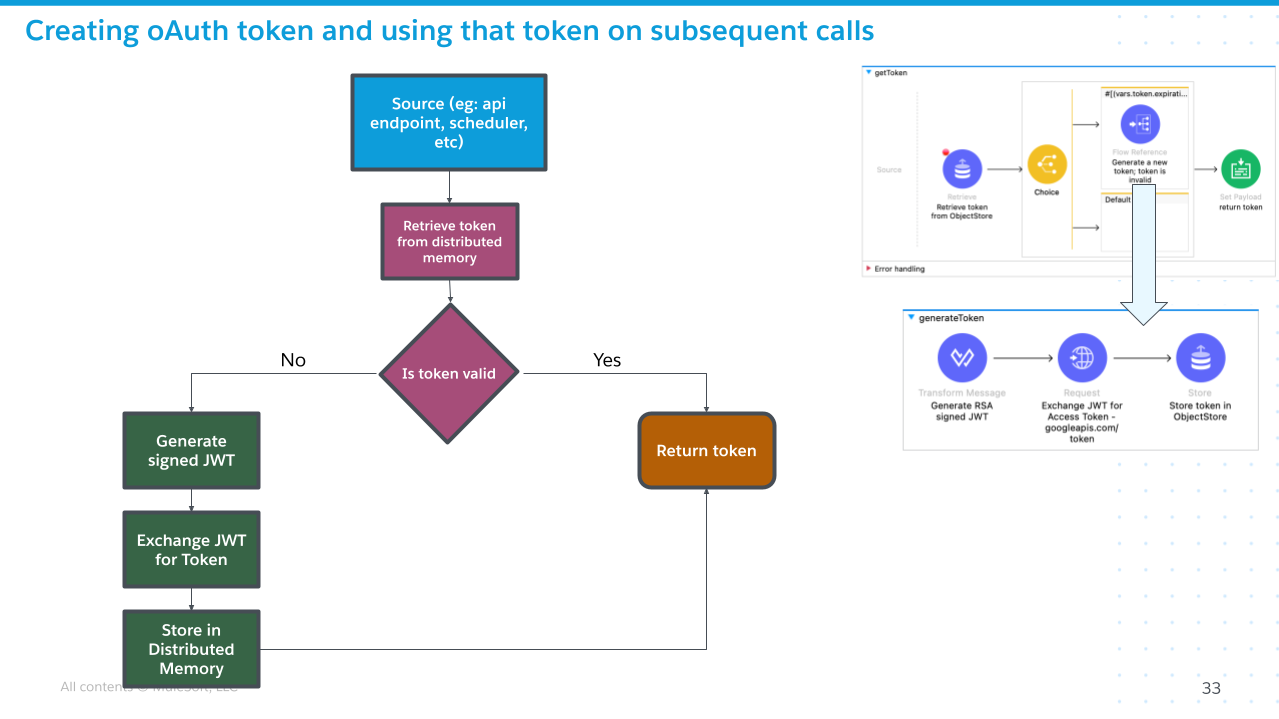 Creating oAuth token and using that token on subsequent calls
Source (eg: api
endpoint, scheduler,
etc)
Retrieve token
from distributed
memory
Is token valid
No
Yes
Generate
signed JWT
Exchange JWT
for Token
Store in
Distributed
Memory
Return token
getToken
Source
Retrieve
Retrieve token
from ObjectStore
Choice
#[(vars.token.expirati...
Flow Reference
Generate a new
token; token is
invalid
Default
Set Payload
return token
Error handling
generateToken
Transform Message
Generate RSA
signed JWT
Request
Exchange JWT for
Access Token -
googleapis.com/
token
Store
Store token in
ObjectStore
All contents © MuleSoft, LLC
33